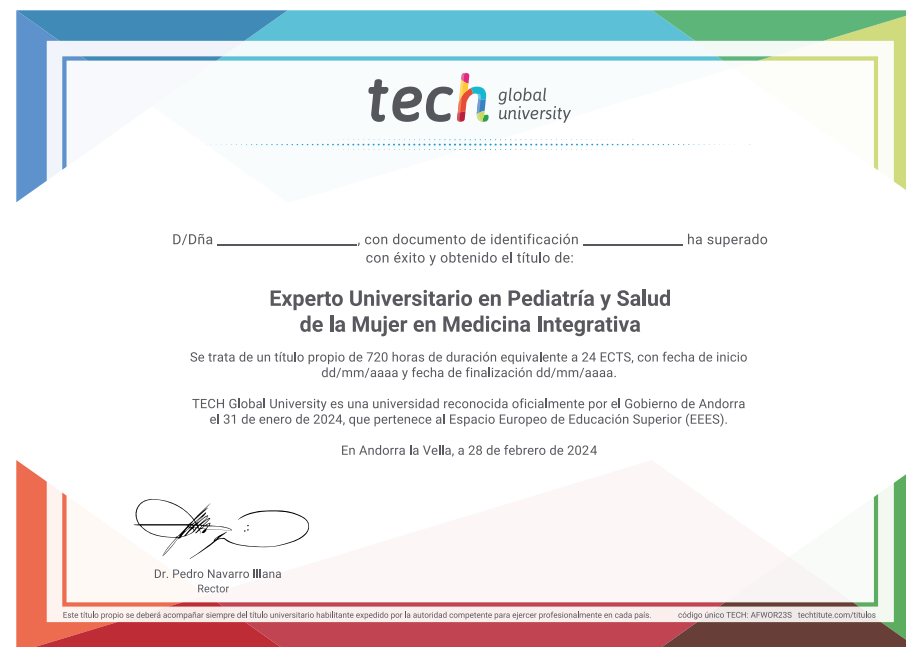 tech global university
D/Dña ____________________, con documento de identificación ______________ ha superado
con éxito y obtenido el título de:
Experto Universitario en Pediatría y Salud
de la Mujer en Medicina Integrativa
Se trata de un título propio de 720 horas de duración equivalente a 24 ECTS, con fecha de inicio
dd/mm/aaaa y fecha de finalización dd/mm/aaaa.
TECH Global University es una universidad reconocida oficialmente por el Gobierno de Andorra
el 31 de enero de 2024, que pertenece al Espacio Europeo de Educación Superior (EEES).
En Andorra la Vella, a 28 de febrero de 2024
Dr. Pedro Navarro Illana
Rector
Este título propio se deberá acompañar siempre del título universitario habilitante expedido por la autoridad competente para ejercer profesionalmente en cada país. código único TECH: AFWOR23S techtitute.com/titulos